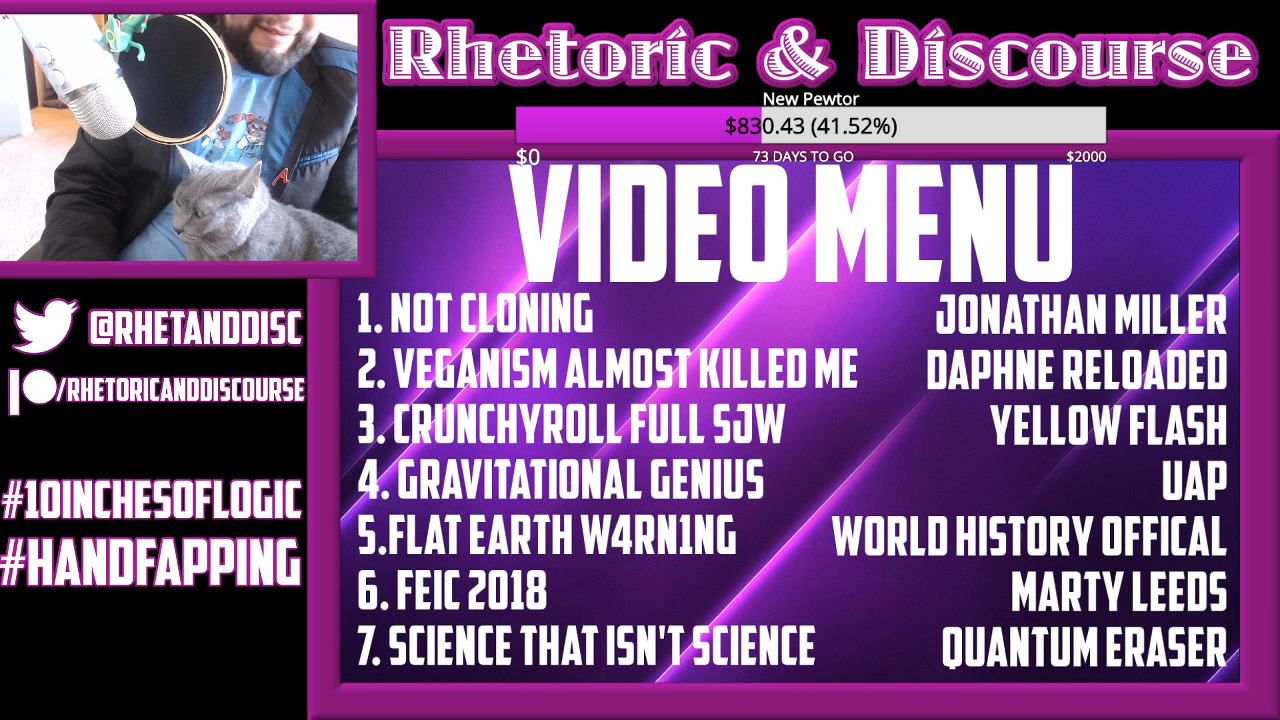 Rhetoric & Discourse
New Pewtor
$830.43 (41.52%)
$0 73 DAYS TO GO $2000
VIDEO MENU
1. NOT CLONING JONATHAN MILLER
2. VEGANISM ALMOST KILLED ME DAPHNE RELOADED
3. CRUNCHYROLL FULL SJW YELLOW FLASH
4. GRAVITATIONAL GENIUS UAP
5.FLAT EARTH W4RN1NG WORLD HISTORY OFFICAL
6. FEIC 2018 MARTY LEEDS
7. SCIENCE THAT ISN'T SCIENCE QUANTUM ERASER
@RHETANDDISC
/RHETORICANDDISCOURSE
#10INCHESOFLOGIC
#HANDFAPPING
A